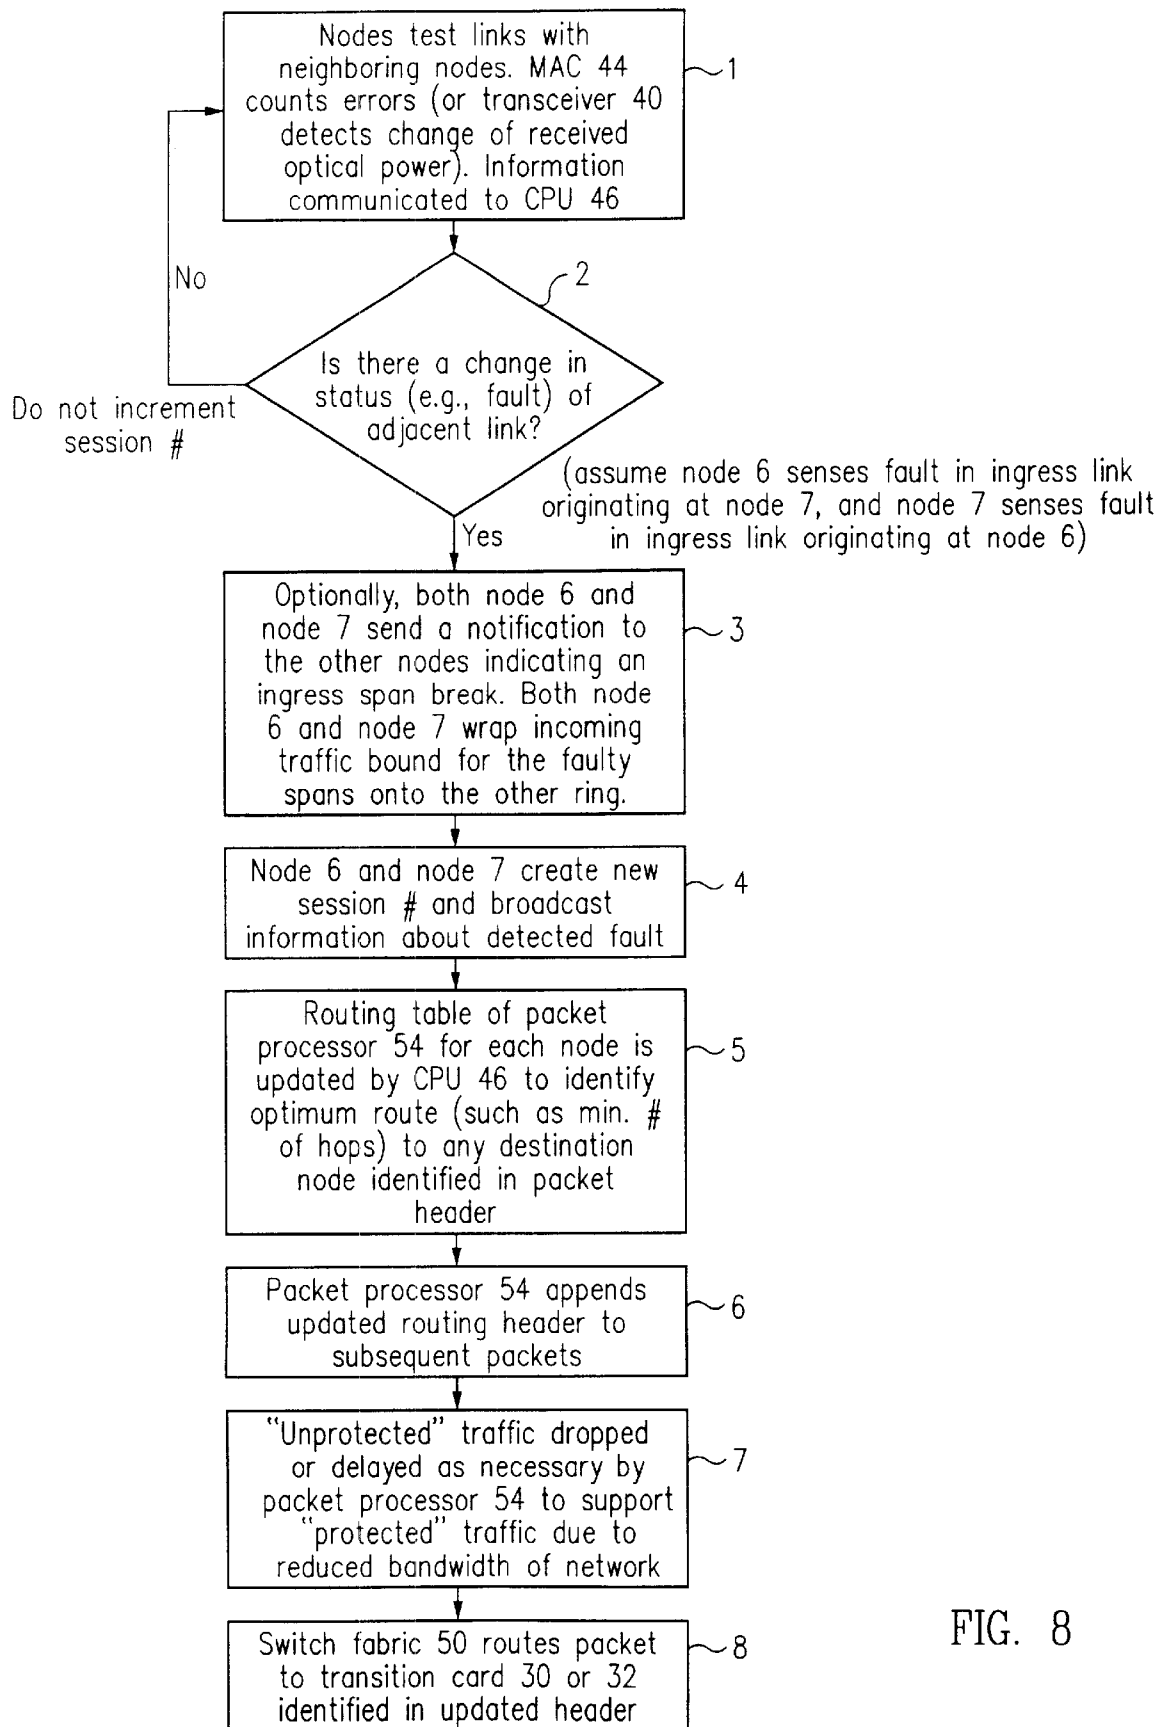 Nodes test links with
neighboring nodes. MAC 44
counts errors (or transceiver 40
detects change of received
optical power). Information
communicated to CPU 46
1
No
2
Is there a change in
status (e.g., fault) of
adjacent link?
Do not increment
session #
(assume node 6 senses fault in ingress link
originating at node 7, and node 7 senses fault
in ingress link originating at node 6)
Yes
Optionally, both node 6 and
node 7 send a notification to
the other nodes indicating an
ingress span break. Both node
6 and node 7 wrap incoming
traffic bound for the faulty
spans onto the other ring.
3
Node 6 and node 7 create new
session # and broadcast
information about detected fault
4
Routing table of packet
processor 54 for each node is
updated by CPU 46 to identify
optimum route (such as min. #
of hops) to any destination
node identified in packet
header
5
Packet processor 54 appends
updated routing header to
subsequent packets
6
"Unprotected" traffic dropped
or delayed as necessary by
packet processor 54 to support
"protected" traffic due to
reduced bandwidth of network
7
Switch fabric 50 routes packet
to transition card 30 or 32
identified in updated header
8
FIG. 8